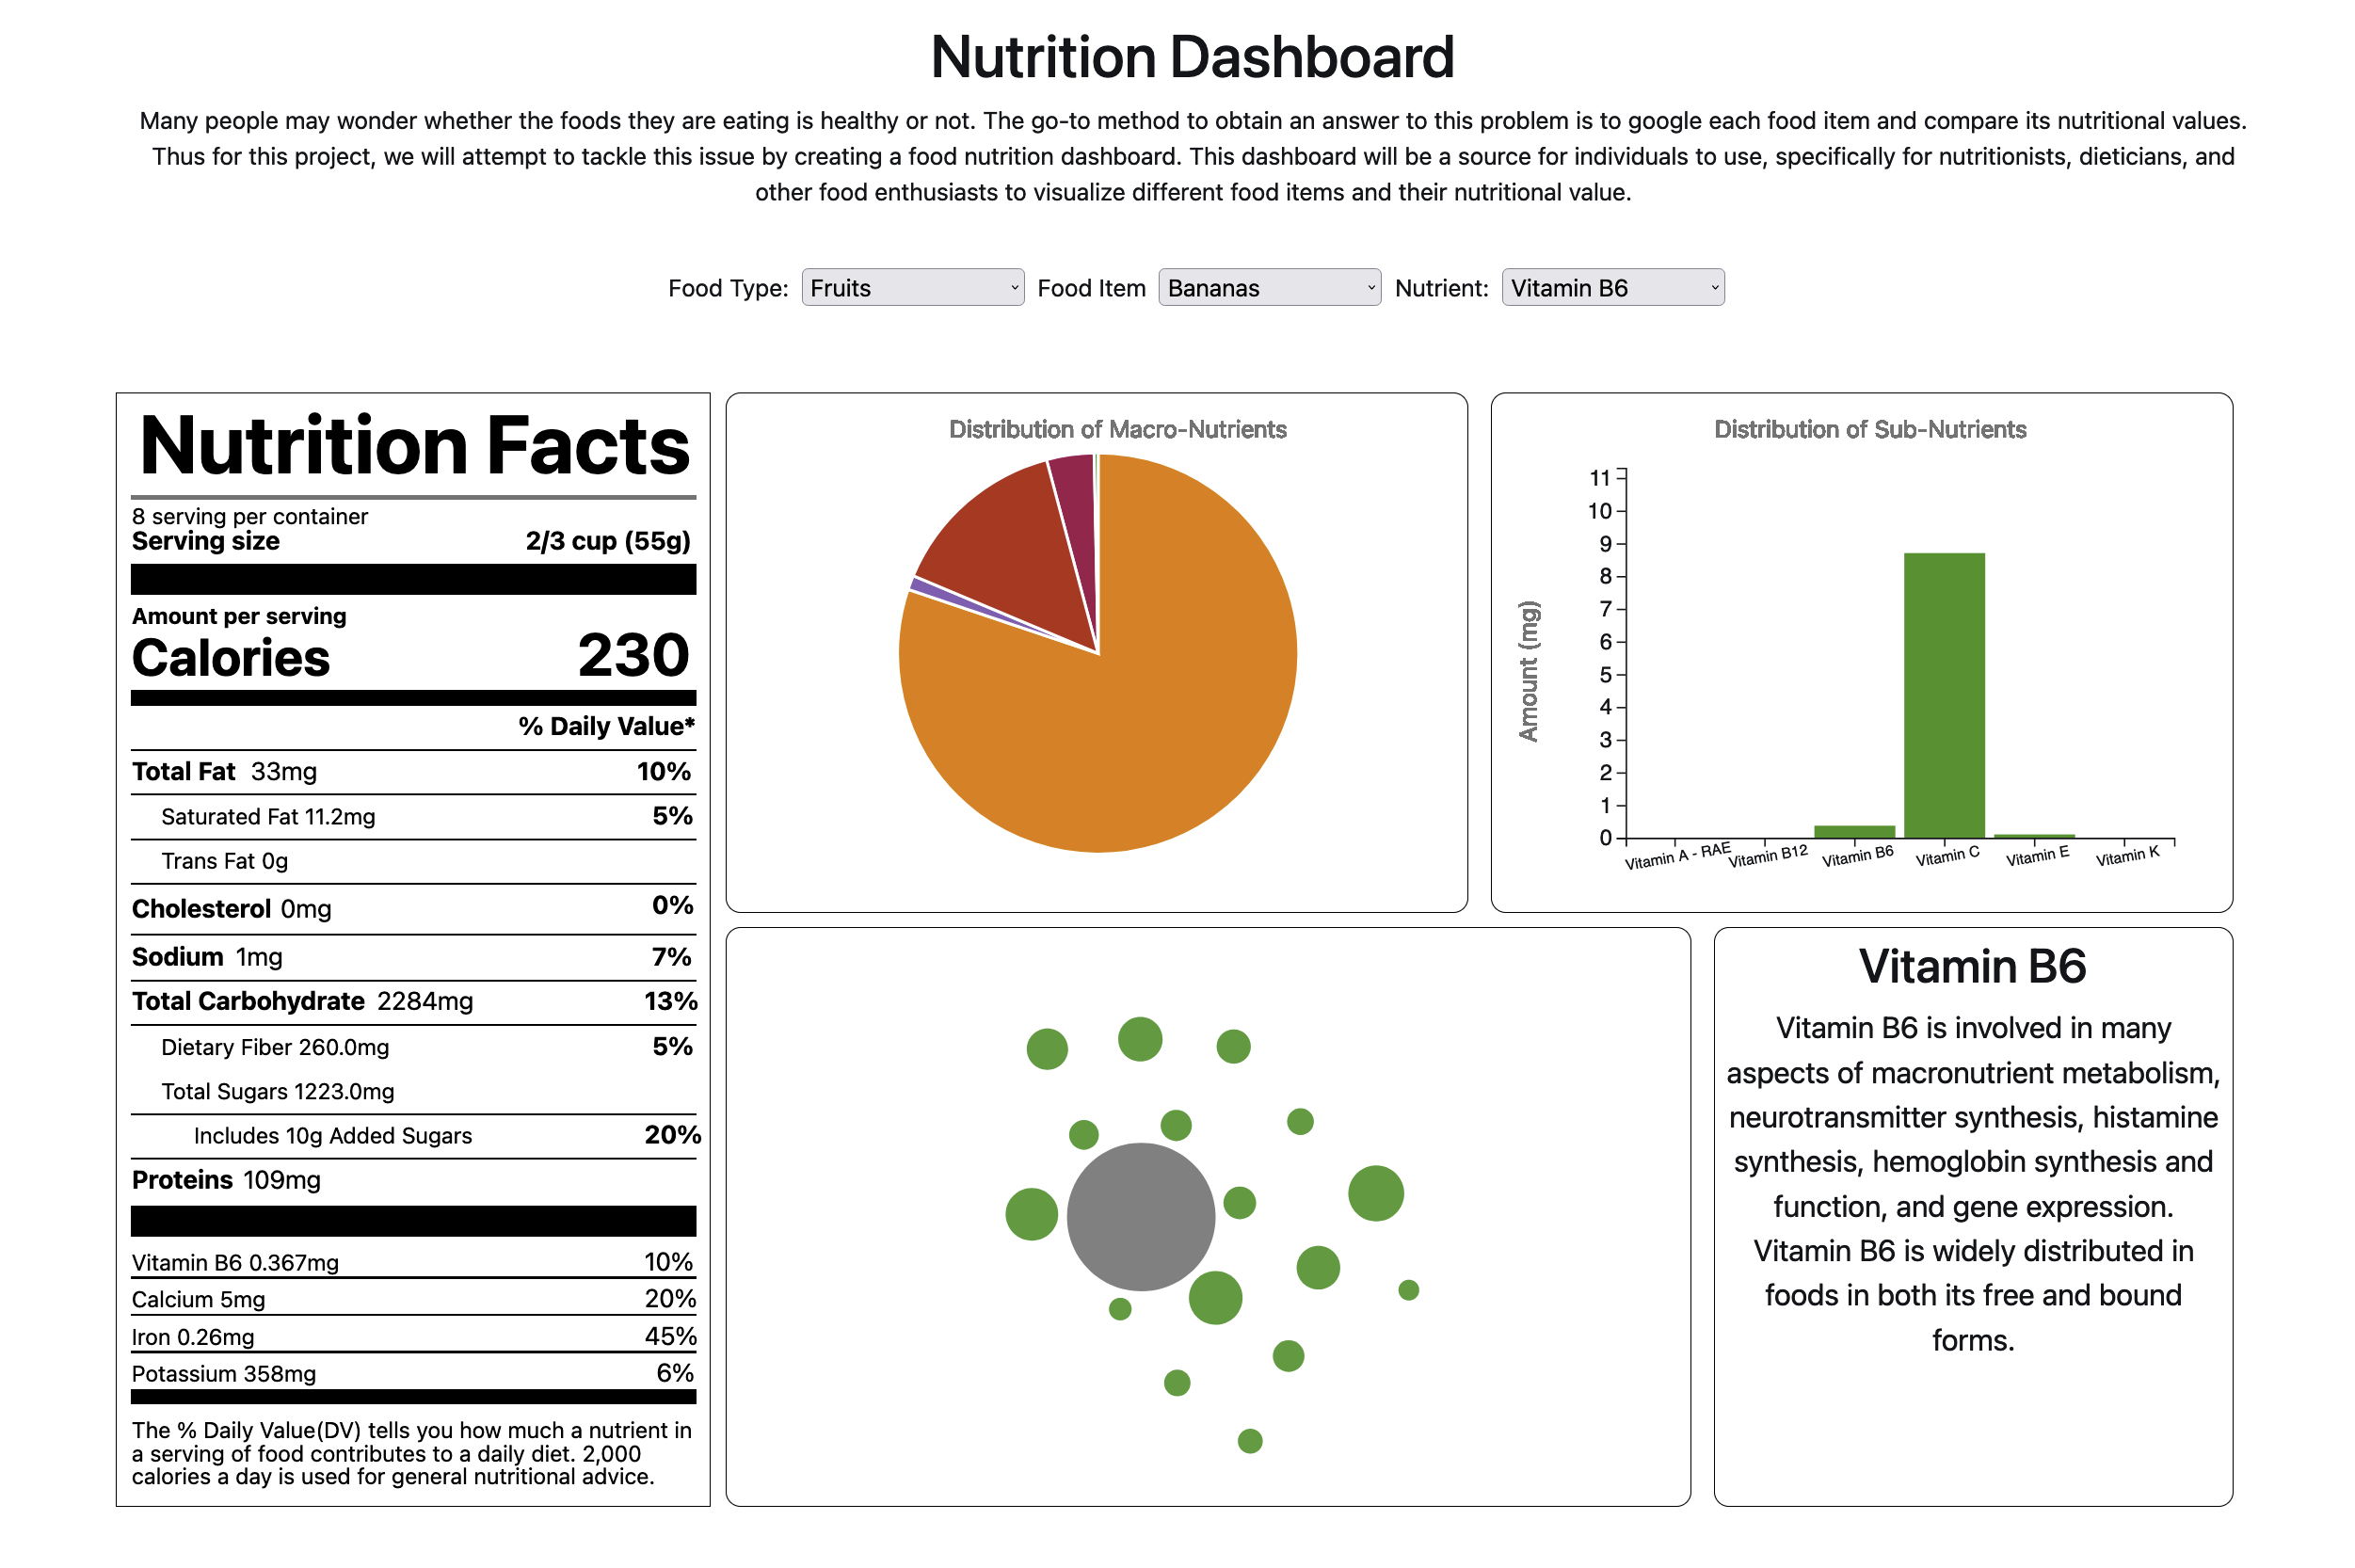 Nutrition Dashboard
Many people may wonder whether the foods they are eating is healthy or not. The go-to method to obtain an answer to this problem is to google each food item and compare its nutritional values.
Thus for this project, we will attempt to tackle this issue by creating a food nutrition dashboard. This dashboard will be a source for individuals to use, specifically for nutritionists, dieticians, and
other food enthusiasts to visualize different food items and their nutritional value.
Food Type: Fruits Food Item Bananas Nutrient: Vitamin B6
Nutrition Facts
8 serving per container
Serving size 2/3 cup (55g)
Amount per serving
Calories 230
% Daily Value*
Total Fat 33mg 10%
Saturated Fat 11.2mg 5%
Trans Fat 0g
Cholesterol 0mg 0%
Sodium 1mg 7%
Total Carbohydrate 2284mg 13%
Dietary Fiber 260.0mg 5%
Total Sugars 1223.0mg
Includes 10g Added Sugars 20%
Proteins 109mg
Vitamin B6 0.367mg 10%
Calcium 5mg 20%
Iron 0.26mg 45%
Potassium 358mg 6%
The % Daily Value(DV) tells you how much a nutrient in
a serving of food contributes to a daily diet. 2,000
calories a day is used for general nutritional advice.
Distribution of Macro-Nutrients
Distribution of Sub-Nutrients
Amount (mg)
11
10
9
8
7
6
5
4
3
2
1
0
Vitamin A - RAE Vitamin B12 Vitamin B6 Vitamin C Vitamin E Vitamin K
Vitamin B6
Vitamin B6 is involved in many
aspects of macronutrient metabolism,
neurotransmitter synthesis, histamine
synthesis, hemoglobin synthesis and
function, and gene expression.
Vitamin B6 is widely distributed in
foods in both its free and bound
forms.